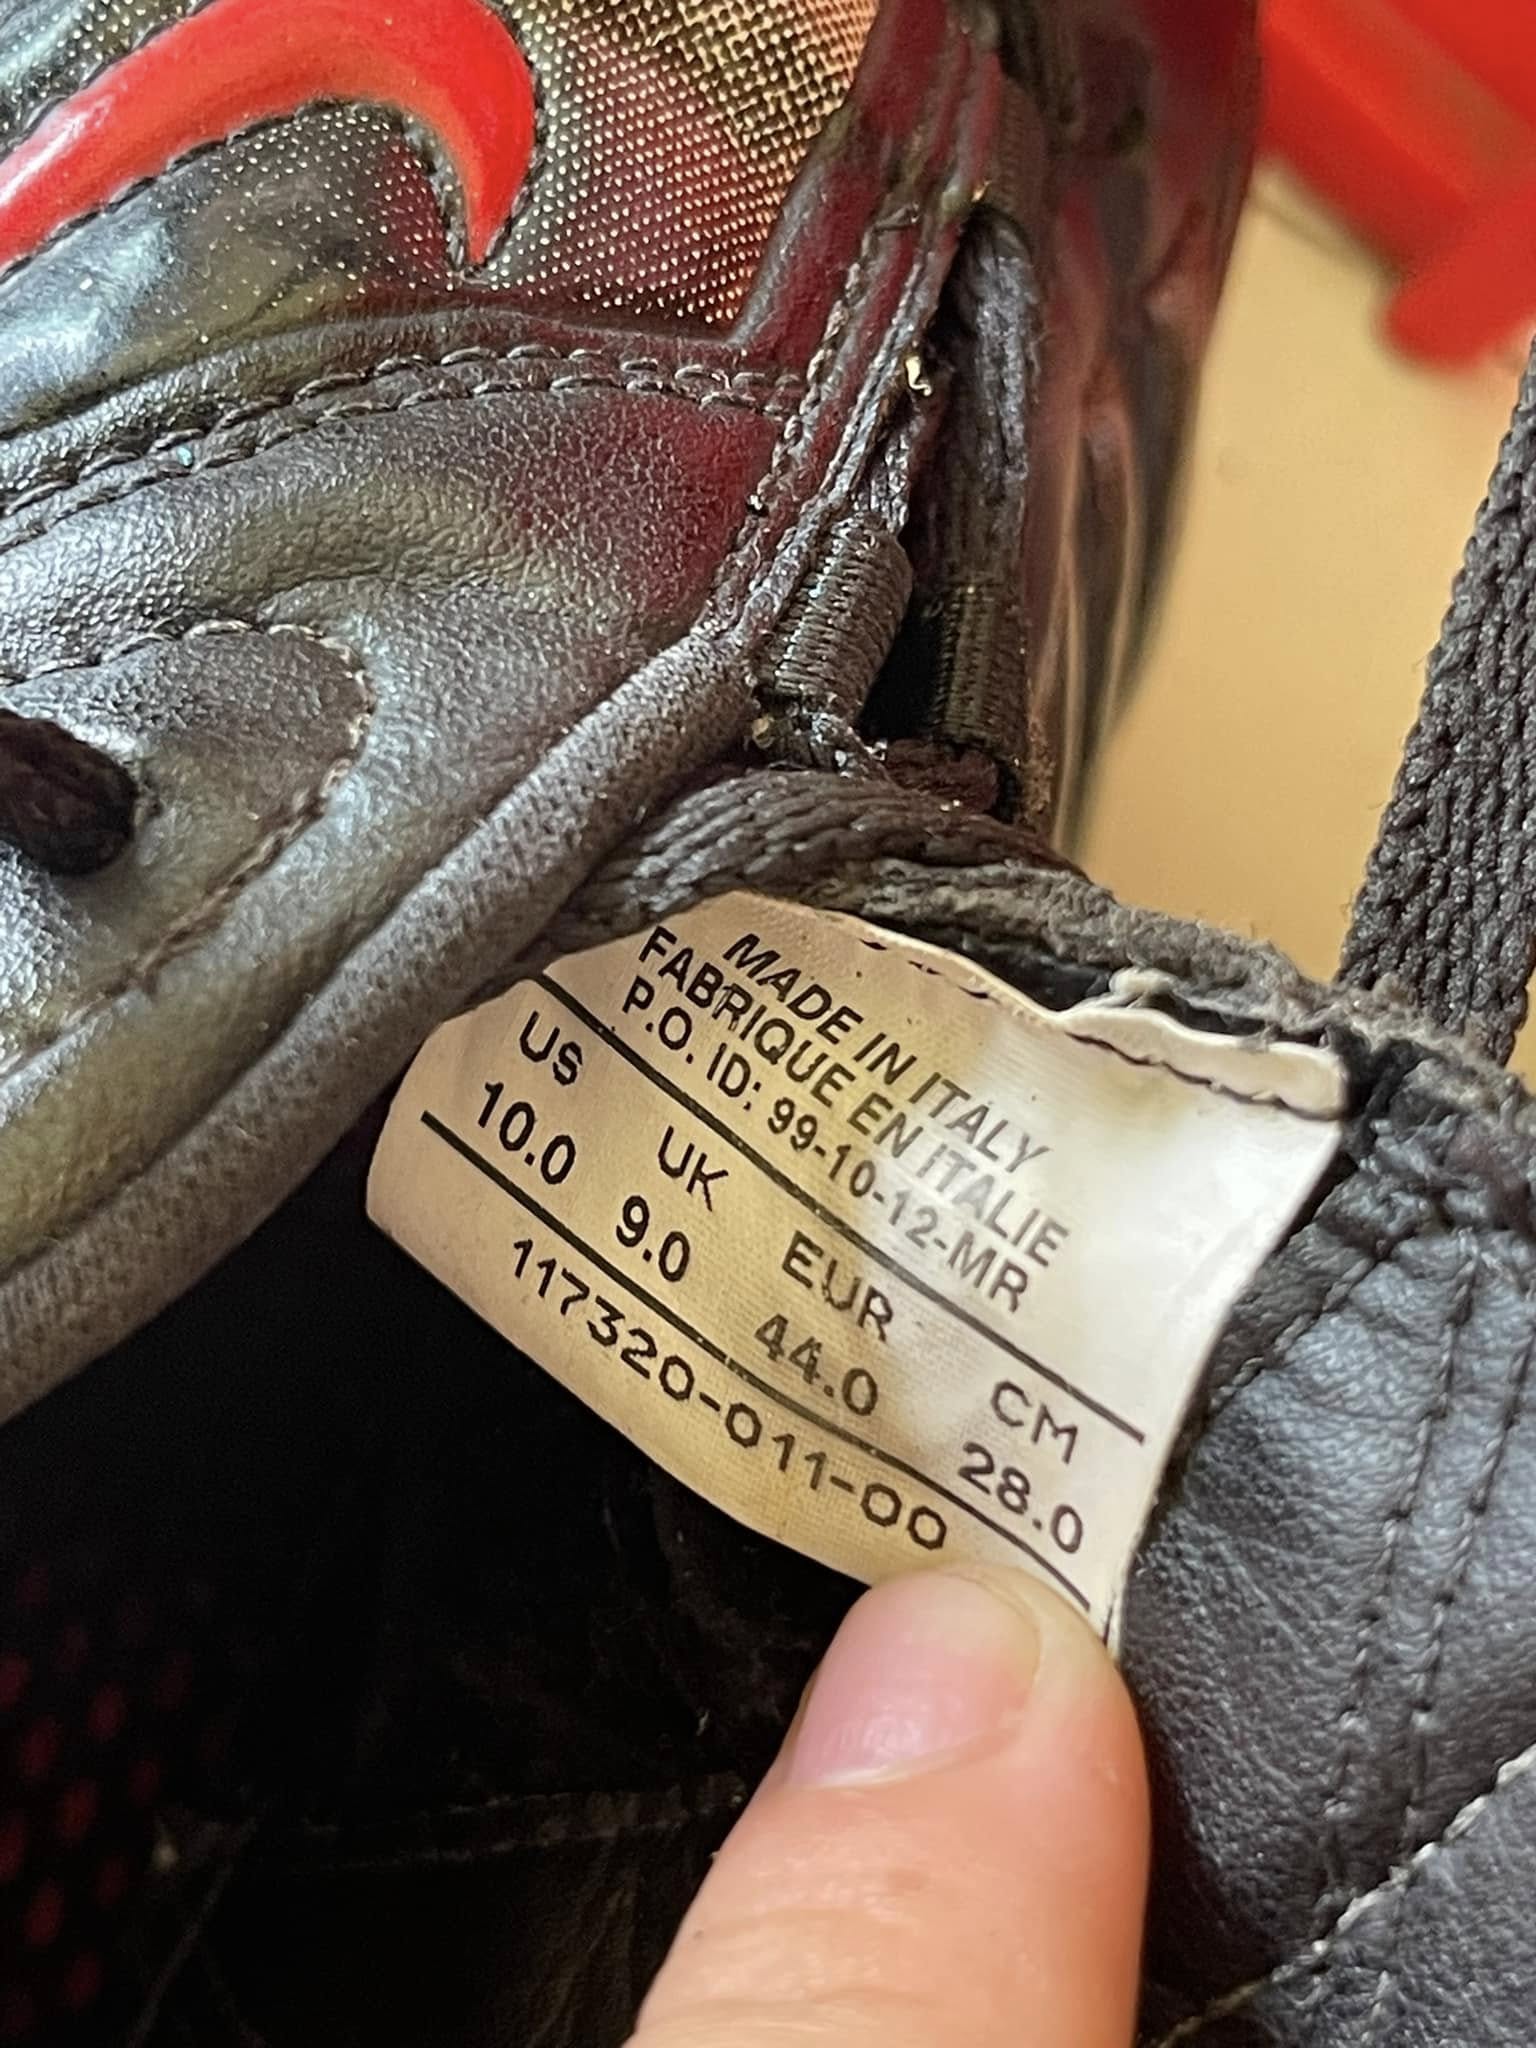 MADE IN ITALY
FABRIQUE EN ITALIE
P.O. ID: 99-10-12-MR
US UK EUR CM
10.0 9.0 44.0 28.0
117320-011-00